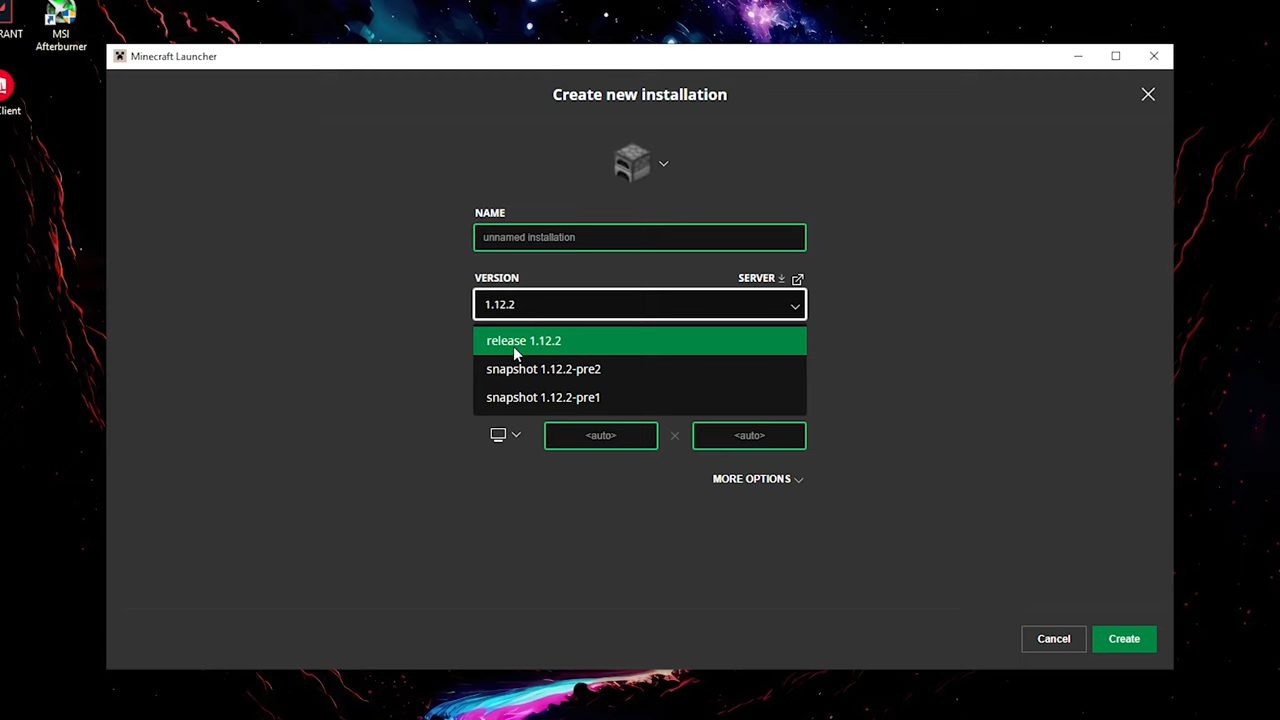 RANT
MSI
Afterburner
Client
Minecraft Launcher
Create new installation
NAME
unnamed installation
VERSION
SERVER
1.12.2
release 1.12.2
snapshot 1.12.2-pre2
snapshot 1.12.2-pre1
<auto>
<auto>
MORE OPTIONS
Cancel
Create